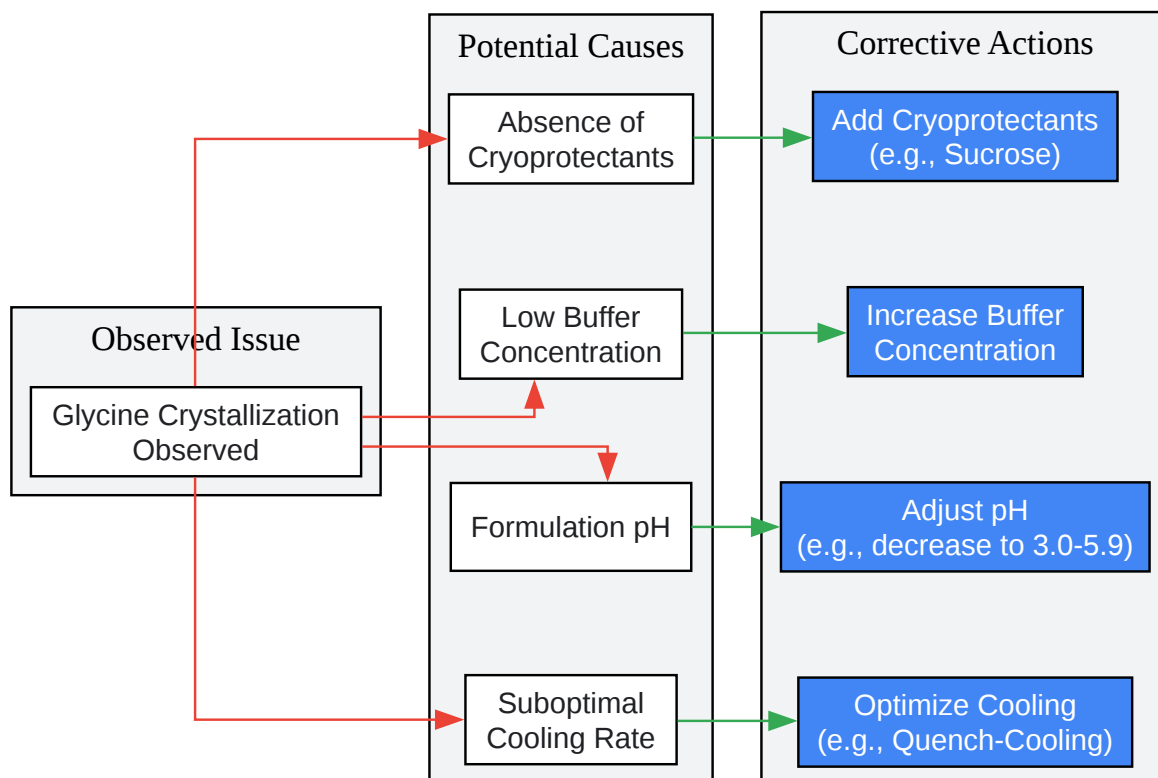 Potential Causes
Corrective Actions
Absence of
Cryoprotectants
Add Cryoprotectants
(e.g., Sucrose)
Observed Issue
Glycine Crystallization
Observed
Low Buffer
Concentration
Increase Buffer
Concentration
Formulation pH
Adjust pH
(e.g., decrease to 3.0-5.9)
Suboptimal
Cooling Rate
Optimize Cooling
(e.g., Quench-Cooling)